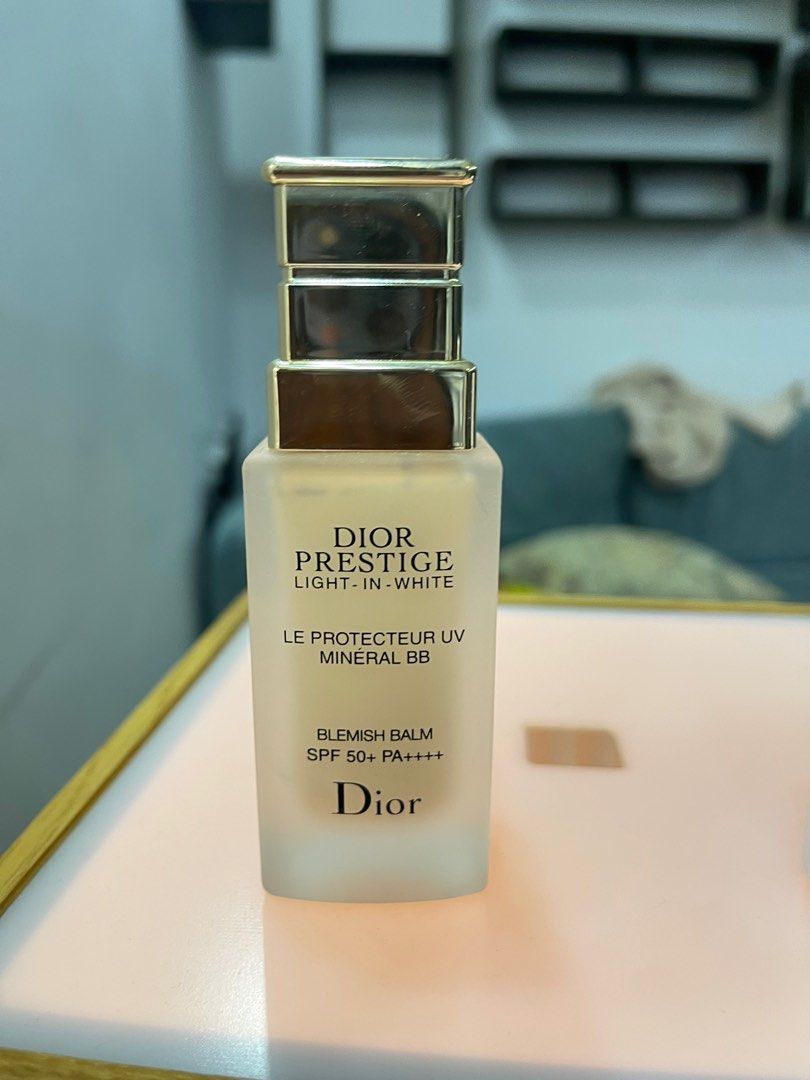 DIOR
PRESTIGE
LIGHT-IN-WHITE
LE PROTECTEUR UV
MINÉRAL BB
BLEMISH BALM
SPF 50+ PA++++
Dior